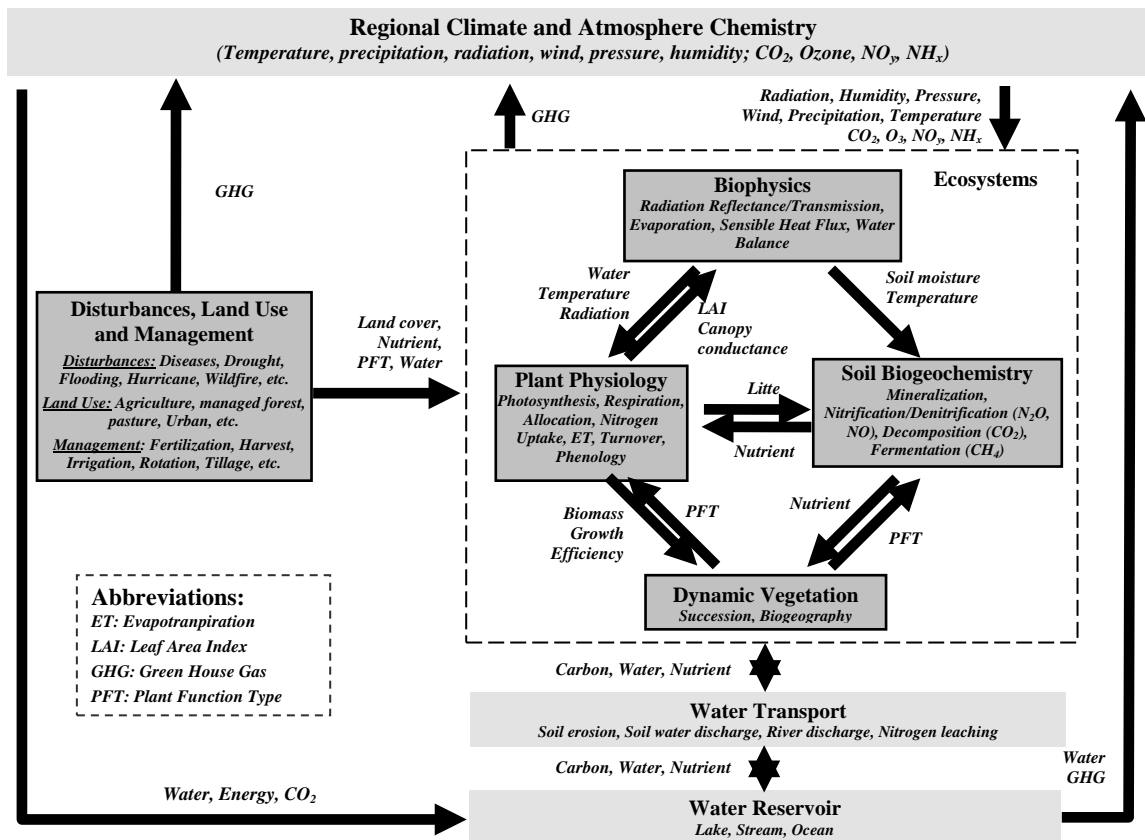 Regional Climate and Atmosphere Chemistry
(Temperature, precipitation, radiation, wind, pressure, humidity; CO₂, Ozone, NOy, NHx)
GHG
GHG
Radiation, Humidity, Pressure,
Wind, Precipitation, Temperature
CO₂, O₃, NOy, NHx
Ecosystems
Biophysics
Radiation Reflectance/Transmission,
Evaporation, Sensible Heat Flux, Water
Balance
Water
Temperature
Radiation
LAI
Canopy
conductance
Soil moisture
Temperature
Disturbances, Land Use
and Management
Disturbances: Diseases, Drought,
Flooding, Hurricane, Wildfire, etc.
Land Use: Agriculture, managed forest,
pasture, Urban, etc.
Management: Fertilization, Harvest,
Irrigation, Rotation, Tillage, etc.
Land cover,
Nutrient,
PFT, Water
Plant Physiology
Photosynthesis, Respiration,
Allocation, Nitrogen
Uptake, ET, Turnover,
Phenology
Litte
Nutrient
Soil Biogeochemistry
Mineralization,
Nitrification/Denitrification (N₂O,
NO), Decomposition (CO₂),
Fermentation (CH₄)
Biomass
Growth
Efficiency
PFT
Nutrient
PFT
Dynamic Vegetation
Succession, Biogeography
Abbreviations:
ET: Evapotranpiration
LAI: Leaf Area Index
GHG: Green House Gas
PFT: Plant Function Type
Carbon, Water, Nutrient
Water Transport
Soil erosion, Soil water discharge, River discharge, Nitrogen leaching
Carbon, Water, Nutrient
Water
GHG
Water, Energy, CO₂
Water Reservoir
Lake, Stream, Ocean